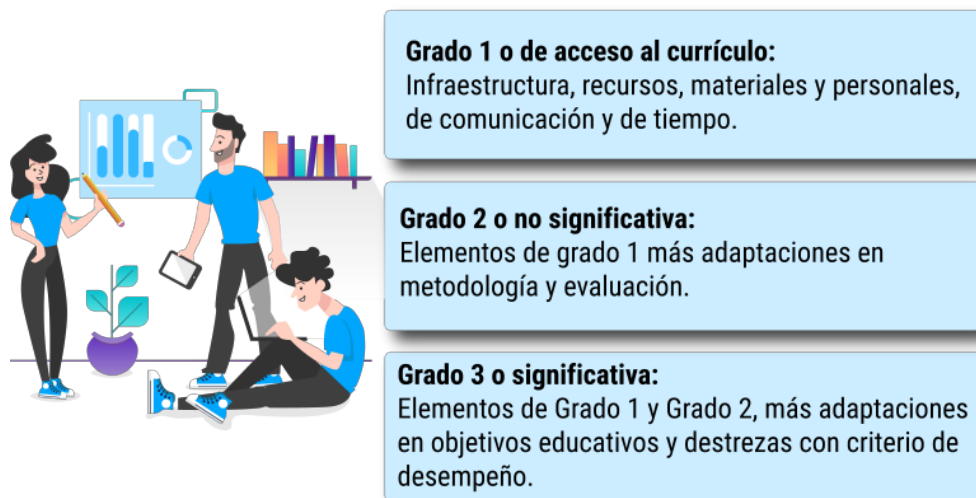 Grado 1 o de acceso al currículo:
Infraestructura, recursos, materiales y personales,
de comunicación y de tiempo.
Grado 2 o no significativa:
Elementos de grado 1 más adaptaciones en
metodología y evaluación.
Grado 3 o significativa:
Elementos de Grado 1 y Grado 2, más adaptaciones
en objetivos educativos y destrezas con criterio de
desempeño.